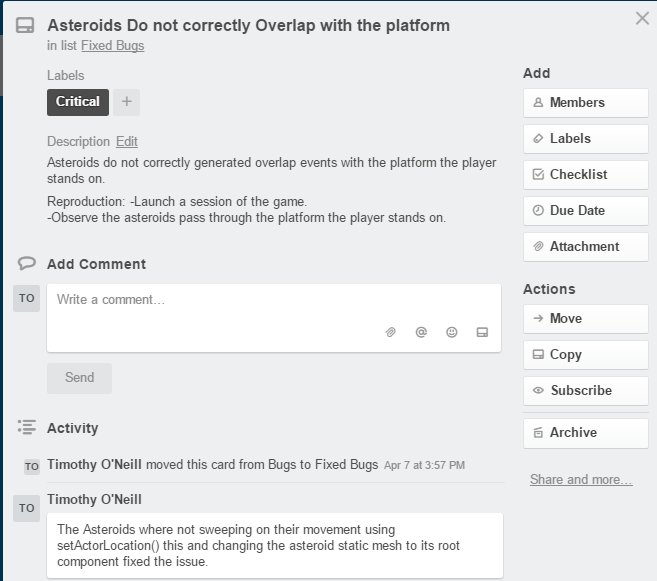 Asteroids Do not correctly Overlap with the platform
in list Fixed Bugs
Labels
Critical +
Description Edit
Asteroids do not correctly generated overlap events with the platform the player
stands on.
Reproduction: -Launch a session of the game.
-Observe the asteroids pass through the platform the player stands on.
Add Comment
TO
Write a comment...
Send
Activity
TO Timothy O'Neill moved this card from Bugs to Fixed Bugs Apr 7 at 3:57 PM
TO Timothy O'Neill
The Asteroids where not sweeping on their movement using
setActorLocation() this and changing the asteroid static mesh to its root
component fixed the issue.
Add
Members
Labels
Checklist
Due Date
Attachment
Actions
Move
Copy
Subscribe
Archive
Share and more...